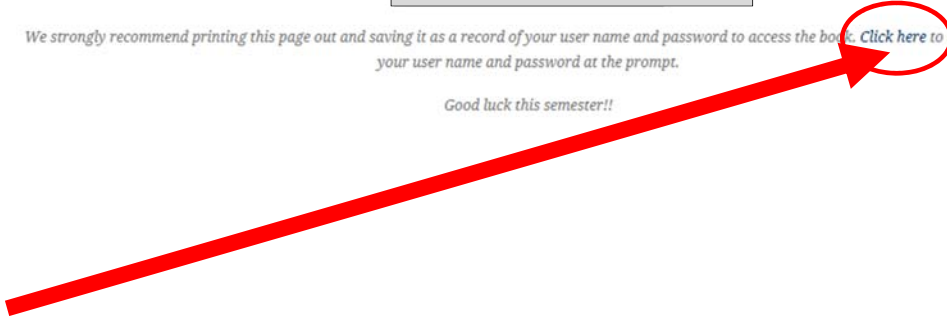 We strongly recommend printing this page out and saving it as a record of your user name and password to access the book. Click here to
your user name and password at the prompt.
Good luck this semester!!